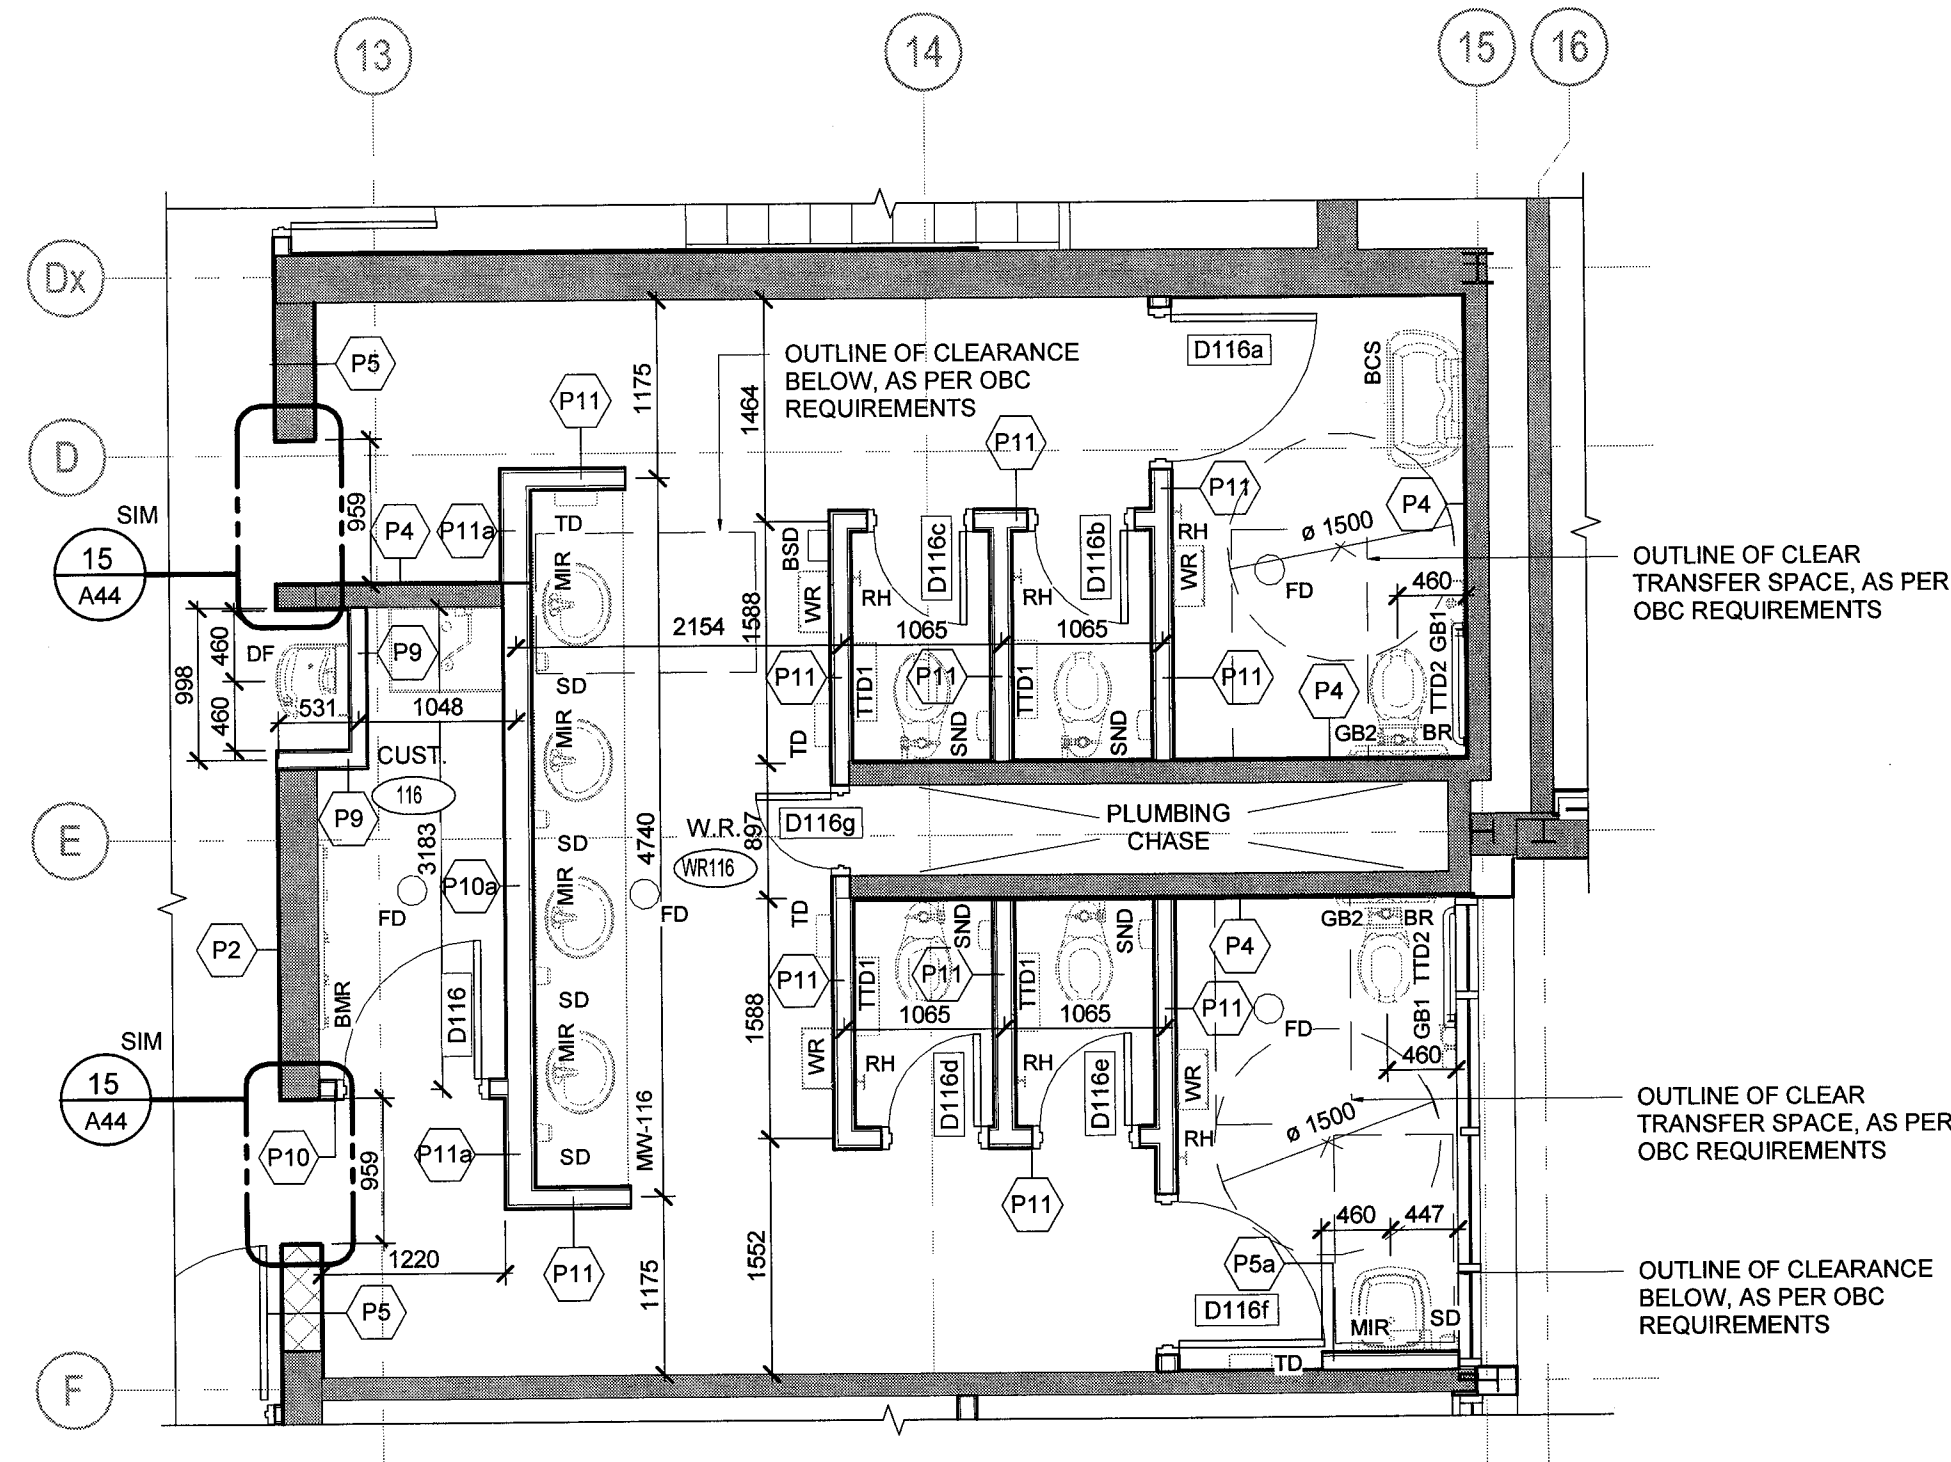 13
14
15
16
Dx
P5
D116a
BCS
OUTLINE OF CLEARANCE
BELOW, AS PER OBC
REQUIREMENTS
P11
1175
1464
D
P11
P11
P4
SIM
959
P4
P11a
TD
BSD
D116c
D116b
RH
ø 1500
15
A44
MIR
WR
RH
RH
WR
FD
460
OUTLINE OF CLEAR
TRANSFER SPACE, AS PER
OBC REQUIREMENTS
998
460
460
DF
P9
2154
1588
1065
1065
GB1
SD
P11
TTD1
P11
TTD1
P11
P4
TTD2
531
1048
MIR
TD
SND
SND
GB2
BR
CUST.
116
P9
3183
E
SD
4740
W.R.
WR116
897
D116g
PLUMBING
CHASE
P10a
MIR
FD
FD
TD
SND
SND
GB2
BR
P2
P4
TTD2
BMR
D116
SD
P11
TTD1
P11
TTD1
P11
FD
GB1
1588
1065
1065
SIM
MIR
WR
RH
D116d
RH
D116e
WR
460
15
A44
OUTLINE OF CLEAR
TRANSFER SPACE, AS PER
OBC REQUIREMENTS
ø 1500
RH
P10
P11a
SD
MW-116
959
P11
460
447
1220
P11
1175
1552
P5a
OUTLINE OF CLEARANCE
BELOW, AS PER OBC
REQUIREMENTS
P5
D116f
MIR
SD
TD
F